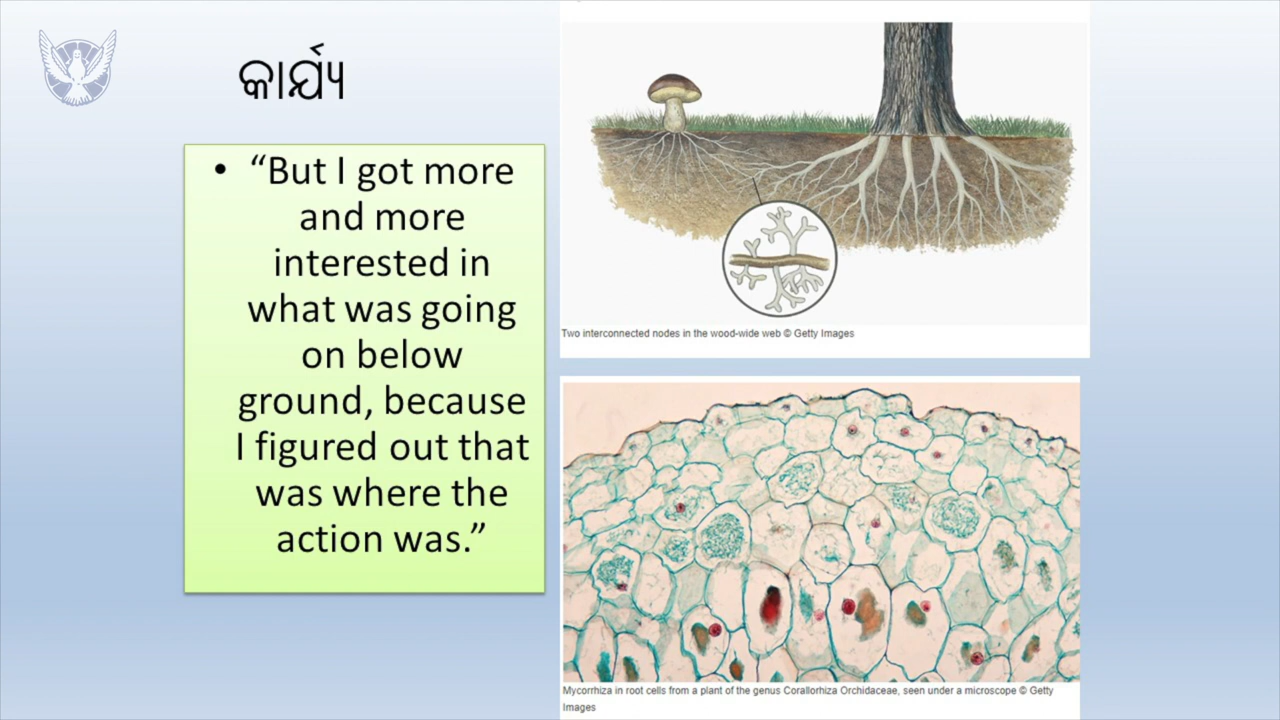 କାର୍ଯ୍ୟ
• “But I got more
and more
interested in
what was going
on below
ground, because
I figured out that
was where the
action was.”
Two interconnected nodes in the wood-wide web © Getty Images
Mycorrhiza in root cells from a plant of the genus Corallorhiza Orchidaceae, seen under a microscope © Getty
Images